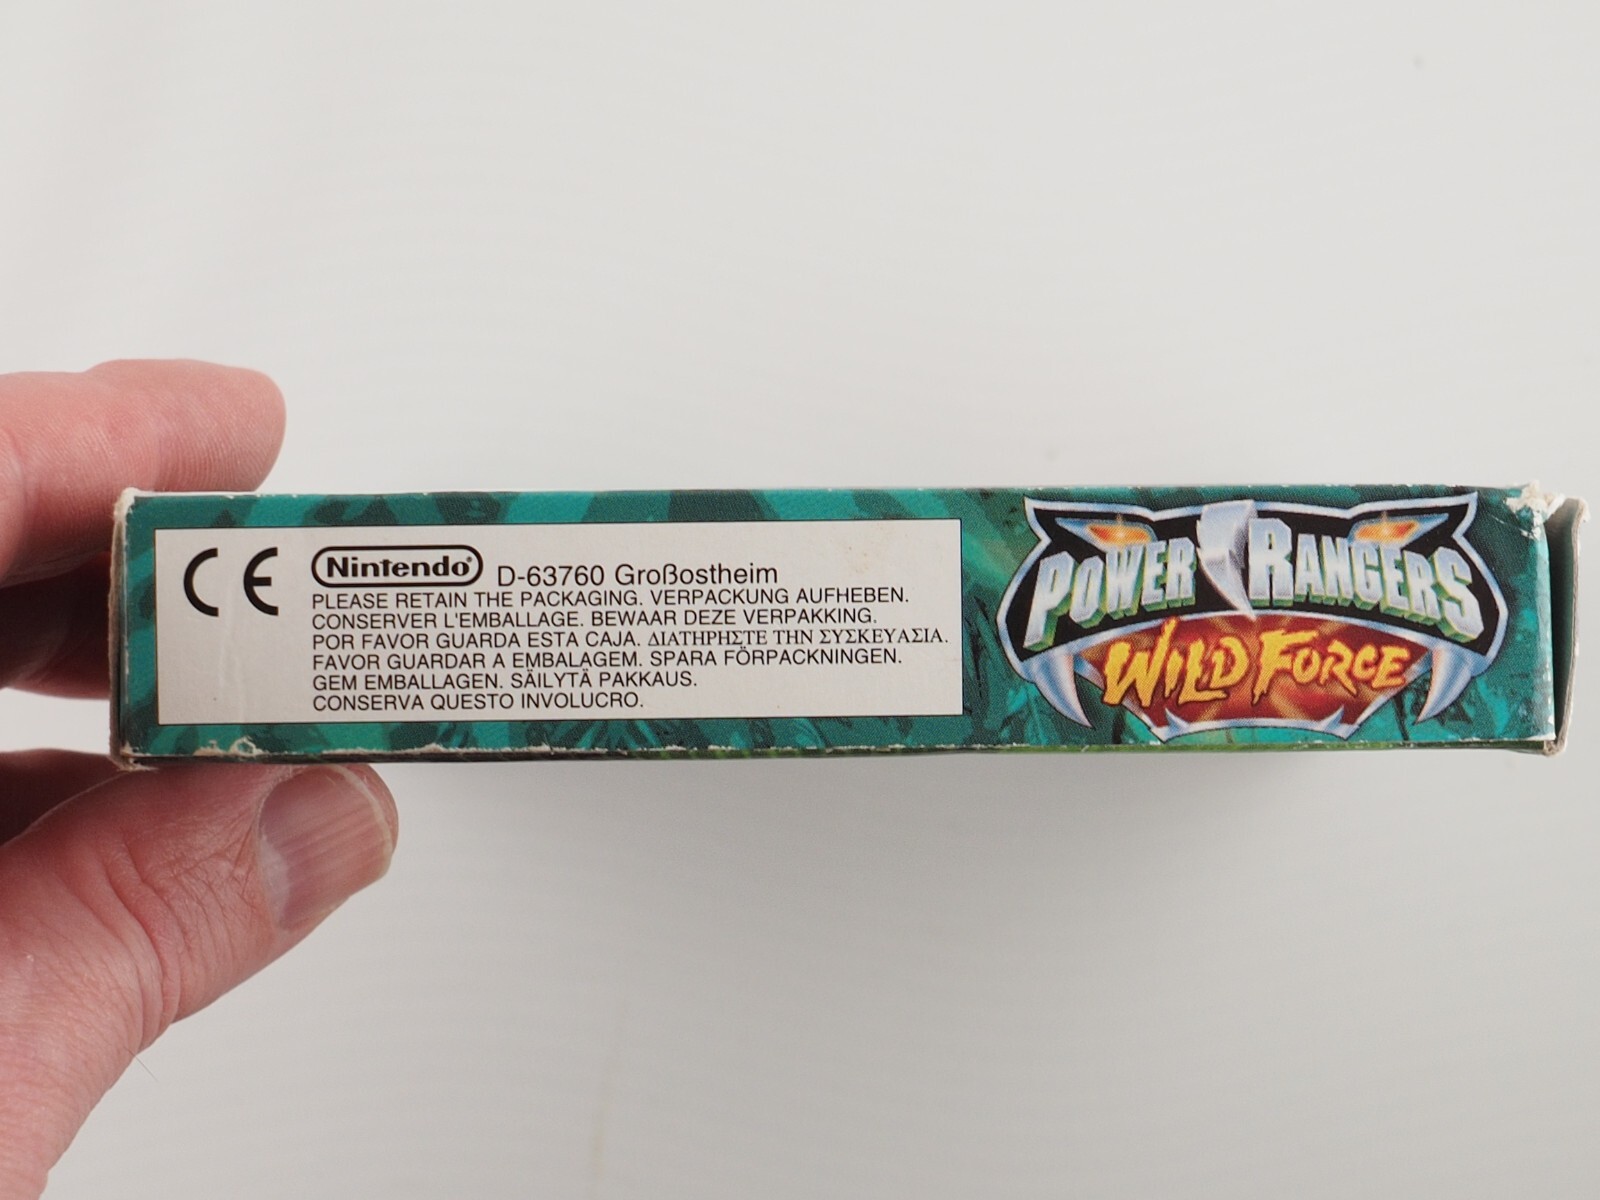 CE Nintendo® D-63760 Großostheim
PLEASE RETAIN THE PACKAGING. VERPACKUNG AUFHEBEN.
CONSERVER L'EMBALLAGE. BEWAAR DEZE VERPAKKING.
POR FAVOR GUARDA ESTA CAJA. ΔΙΑΤΗΡΗΣΤΕ ΤΗΝ ΣΥΣΚΕΥΑΣΙΑ.
FAVOR GUARDAR A EMBALAGEM. SPARA FÖRPACKNINGEN.
GEM EMBALLAGEN. SÄILYTÄ PAKKAUS.
CONSERVA QUESTO INVOLUCRO.
POWER RANGERS
WILD FORCE